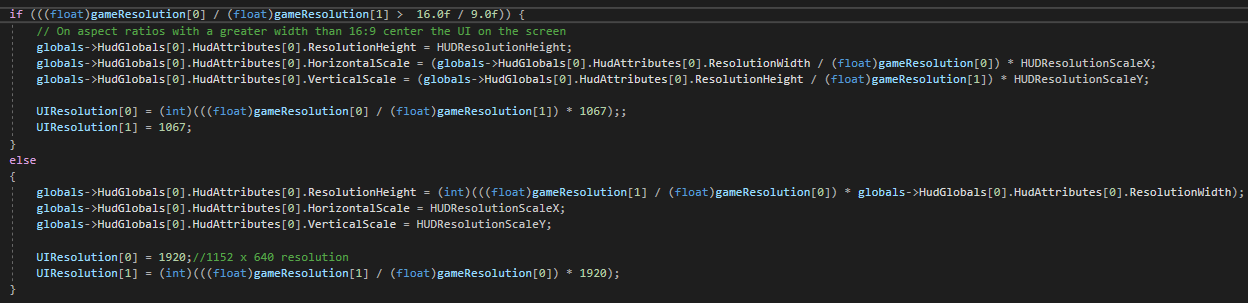 if (((float)gameResolution[0] / (float)gameResolution[1] >  16.0f / 9.0f)) {
// On aspect ratios with a greater width than 16:9 center the UI on the screen
globals->HudGlobals[0].HudAttributes[0].ResolutionHeight = HUDResolutionHeight;
globals->HudGlobals[0].HudAttributes[0].HorizontalScale = (globals->HudGlobals[0].HudAttributes[0].ResolutionWidth / (float)gameResolution[0]) * HUDResolutionScaleX;
globals->HudGlobals[0].HudAttributes[0].VerticalScale = (globals->HudGlobals[0].HudAttributes[0].ResolutionHeight / (float)gameResolution[1]) * HUDResolutionScaleY;
UIResolution[0] = (int)(((float)gameResolution[0] / (float)gameResolution[1]) * 1067);;
UIResolution[1] = 1067;
}
else
{
globals->HudGlobals[0].HudAttributes[0].ResolutionHeight = (int)(((float)gameResolution[1] / (float)gameResolution[0]) * globals->HudGlobals[0].HudAttributes[0].ResolutionWidth);
globals->HudGlobals[0].HudAttributes[0].HorizontalScale = HUDResolutionScaleX;
globals->HudGlobals[0].HudAttributes[0].VerticalScale = HUDResolutionScaleY;
UIResolution[0] = 1920;//1152 x 640 resolution
UIResolution[1] = (int)(((float)gameResolution[1] / (float)gameResolution[0]) * 1920);
}